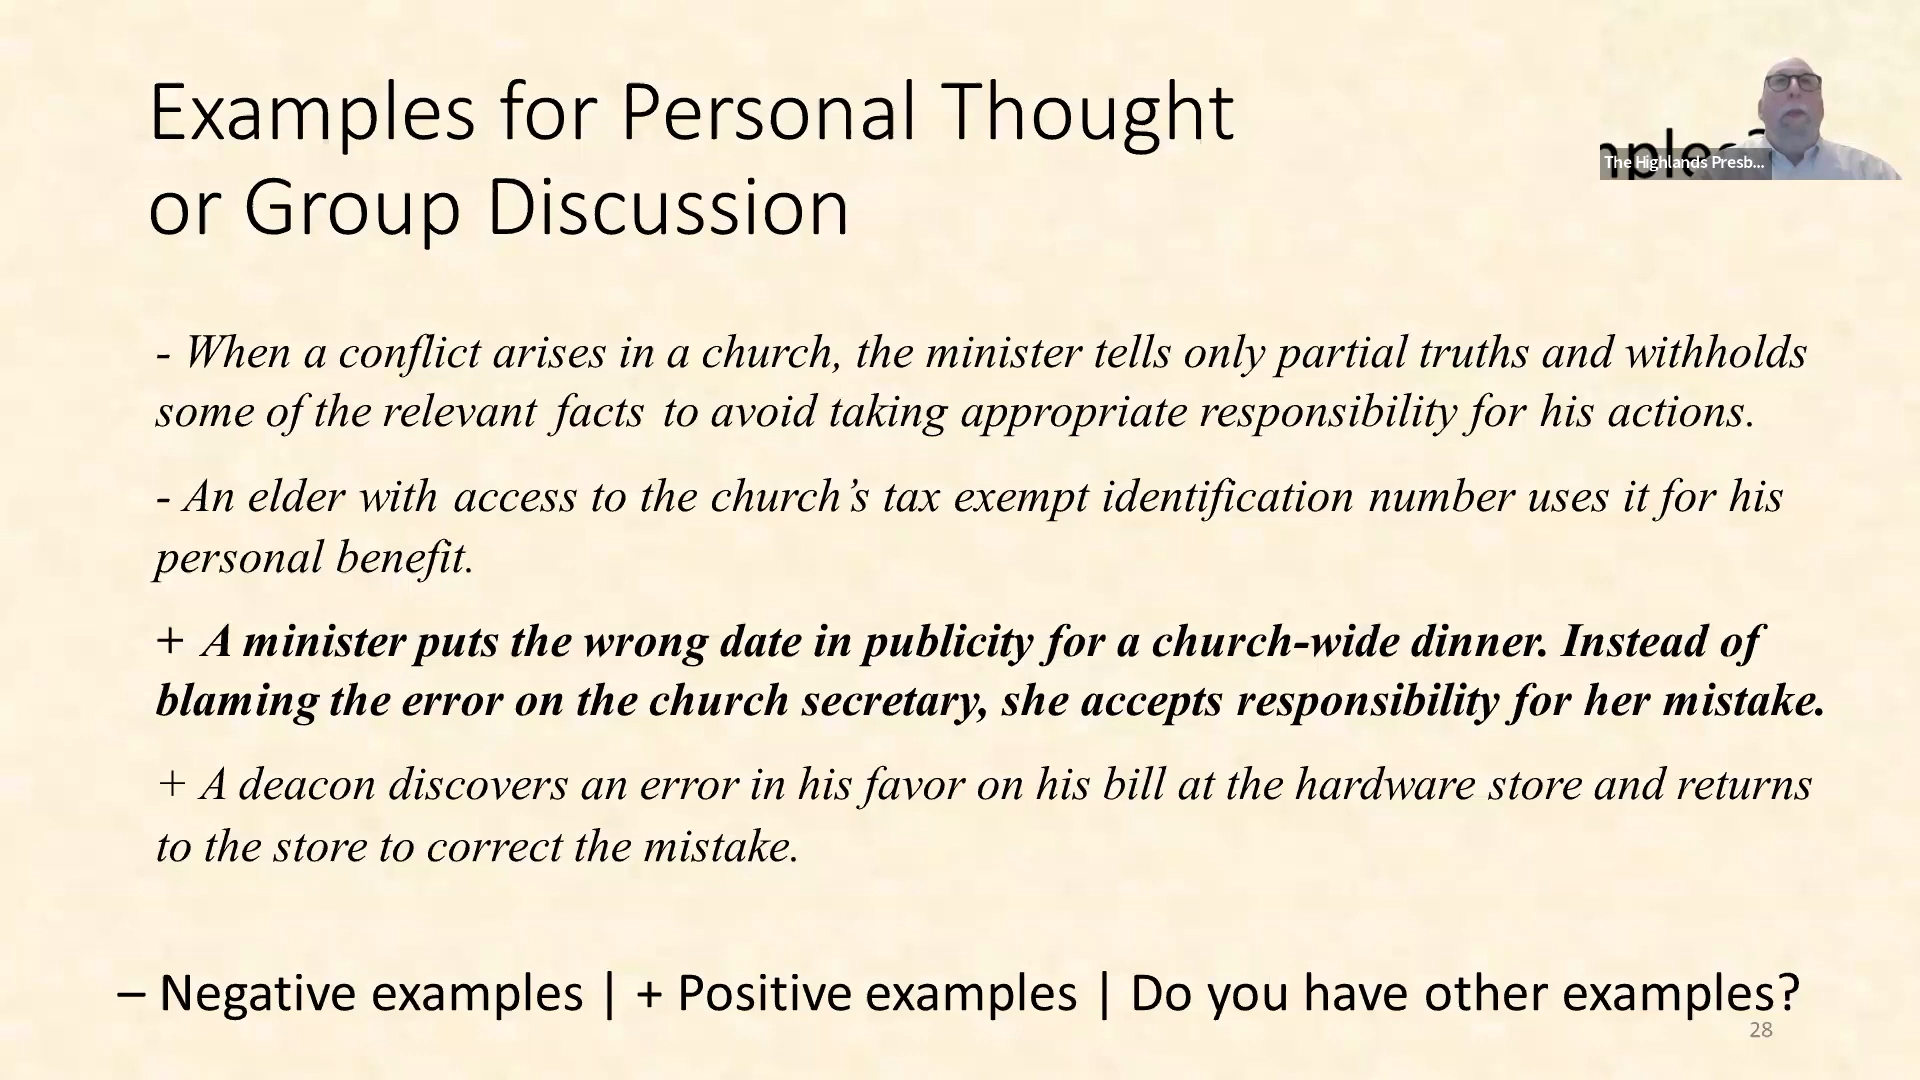 Examples for Personal Thought
or Group Discussion
The Highlands Presb...
- When a conflict arises in a church, the minister tells only partial truths and withholds
some of the relevant facts to avoid taking appropriate responsibility for his actions.
- An elder with access to the church’s tax exempt identification number uses it for his
personal benefit.
+ A minister puts the wrong date in publicity for a church-wide dinner. Instead of
blaming the error on the church secretary, she accepts responsibility for her mistake.
+ A deacon discovers an error in his favor on his bill at the hardware store and returns
to the store to correct the mistake.
– Negative examples | + Positive examples | Do you have other examples?
28